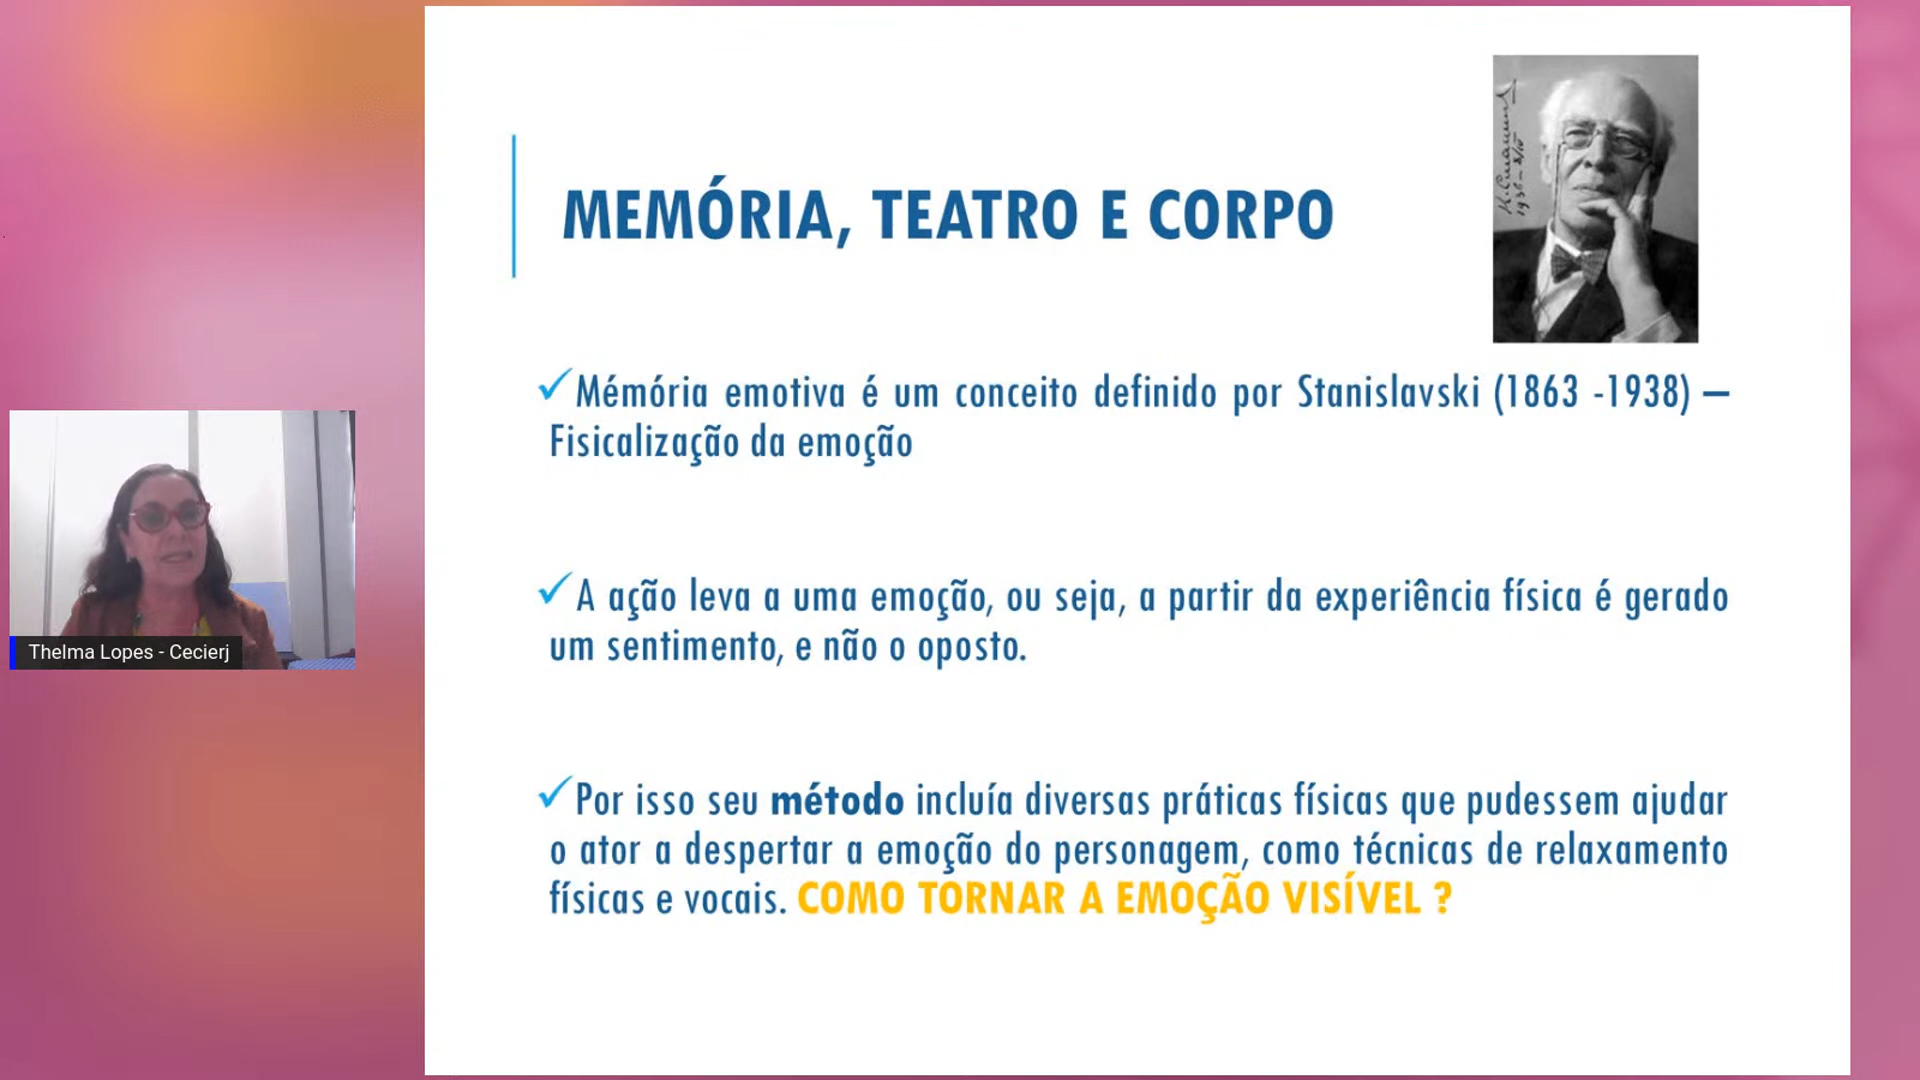 MEMÓRIA, TEATRO E CORPO
Mémória emotiva é um conceito definido por Stanislavski (1863 -1938) –
Fisicalização da emoção
A ação leva a uma emoção, ou seja, a partir da experiência física é gerado
um sentimento, e não o oposto.
Por isso seu método incluía diversas práticas físicas que pudessem ajudar
o ator a despertar a emoção do personagem, como técnicas de relaxamento
físicas e vocais. COMO TORNAR A EMOÇÃO VISÍVEL ?
Thelma Lopes - Cecierj